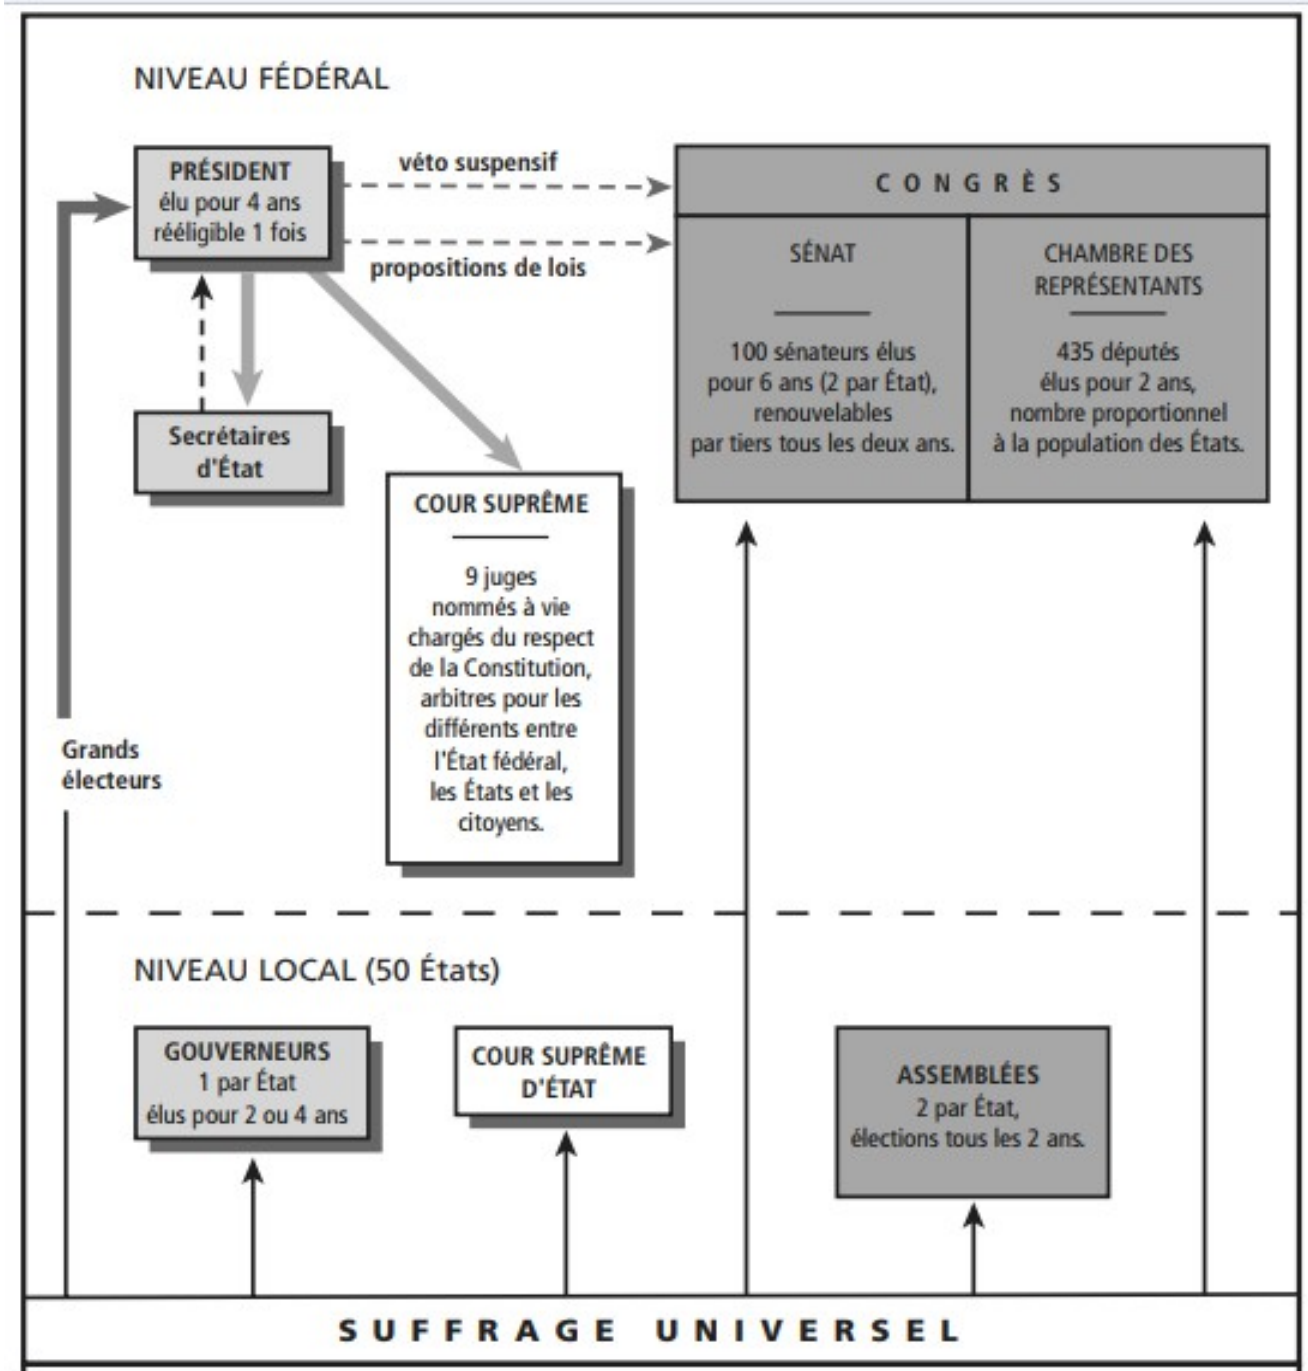 NIVEAU FÉDÉRAL
PRÉSIDENT
élu pour 4 ans
rééligible 1 fois
véto suspensif
propositions de lois
CONGRÈS
SÉNAT
100 sénateurs élus
pour 6 ans (2 par État),
renouvelables
par tiers tous les deux ans.
CHAMBRE DES
REPRÉSENTANTS
435 députés
élus pour 2 ans,
nombre proportionnel
à la population des États.
Secrétaires
d'État
COUR SUPRÊME
9 juges
nommés à vie
chargés du respect
de la Constitution,
arbitres pour les
différents entre
l'État fédéral,
les États et les
citoyens.
Grands
électeurs
NIVEAU LOCAL (50 États)
GOUVERNEURS
1 par État
élus pour 2 ou 4 ans
COUR SUPRÊME
D'ÉTAT
ASSEMBLÉES
2 par État,
élections tous les 2 ans.
SUFFRAGE UNIVERSEL